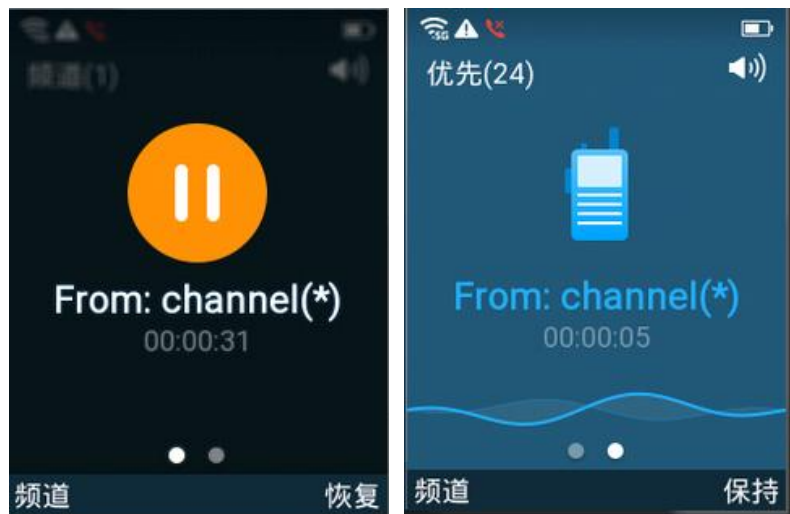 频道(1)
From: channel(*)
00:00:31
频道
恢复
5G
优先(24)
From: channel(*)
00:00:05
频道
保持